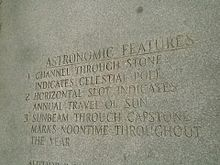 ASTRONOMIC FEATURES
1 CHANNEL THROUGH STONE
INDICATES CELESTIAL POLE
2 HORIZONTAL SLOT INDICATES
ANNUAL TRAVEL OF SUN
3 SUNBEAM THROUGH CAPSTONE
MARKS NOONTIME THROUGHOUT
THE YEAR